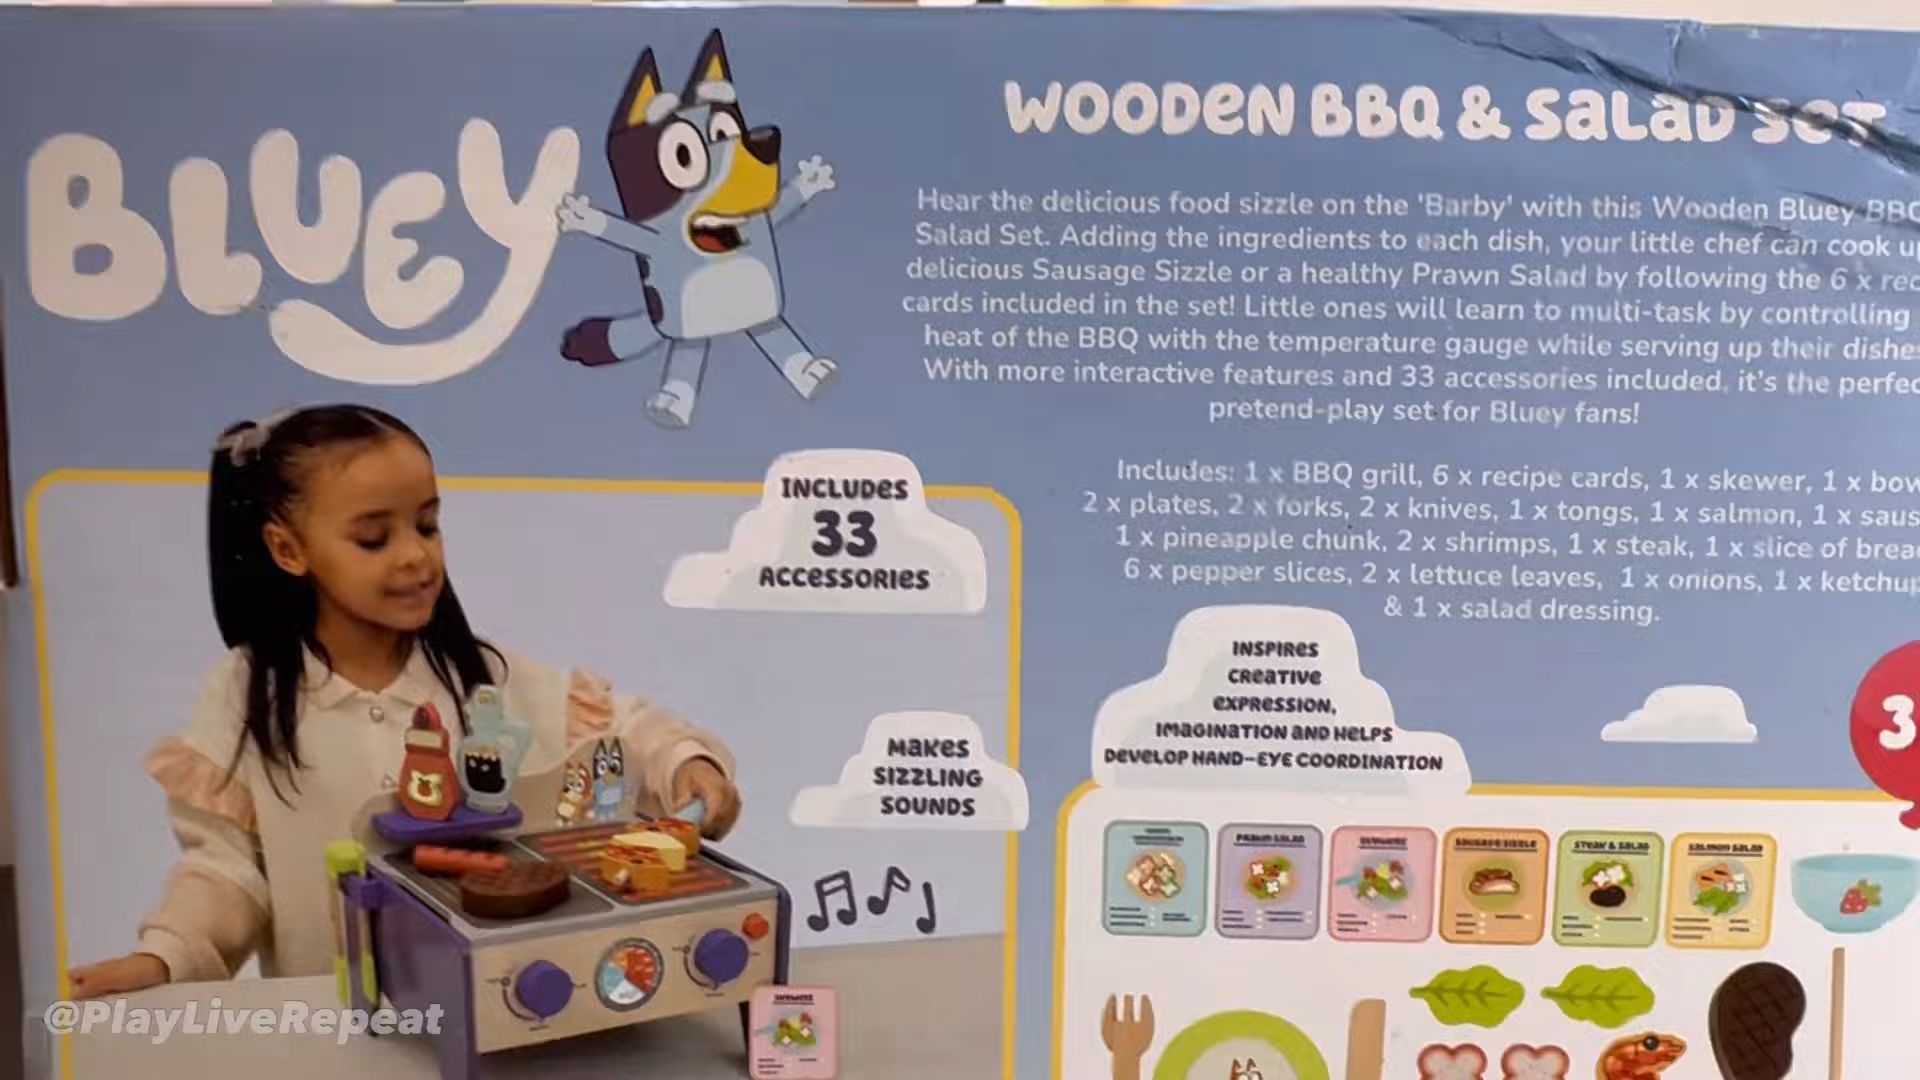 BLUEY
WOODEN BBQ & SALAD SET
Hear the delicious food sizzle on the 'Barby' with this Wooden Bluey BBQ
Salad Set. Adding the ingredients to each dish, your little chef can cook up
delicious Sausage Sizzle or a healthy Prawn Salad by following the 6 x
cards included in the set! Little ones will learn to multi-task by controlling
heat of the BBQ with the temperature gauge while serving up their
With more interactive features and 33 accessories included, it's the
pretend-play set for Bluey fans!
Includes: 1 x BBQ grill, 6 x recipe cards, 1 x skewer, 1 x
2 x plates, 2 x forks, 2 x knives, 1 x tongs, 1 x salmon, 1 x
1 x pineapple chunk, 2 x shrimps, 1 x steak, 1 x slice of
6 x pepper slices, 2 x lettuce leaves, 1 x onions, 1 x ketchup
& 1 x salad dressing.
INCLUDES
33
ACCESSORIES
INSPIRES
CREATIVE
EXPRESSION,
IMAGINATION AND HELPS
DEVELOP HAND-EYE COORDINATION
MAKES
SIZZLING
SOUNDS
3
PRAWN SALAD
SKEWERS
SAUSAGE SIZZLE
STEAK & SALAD
SALMON SALAD
SKEWERS
@PlayLiveRepeat